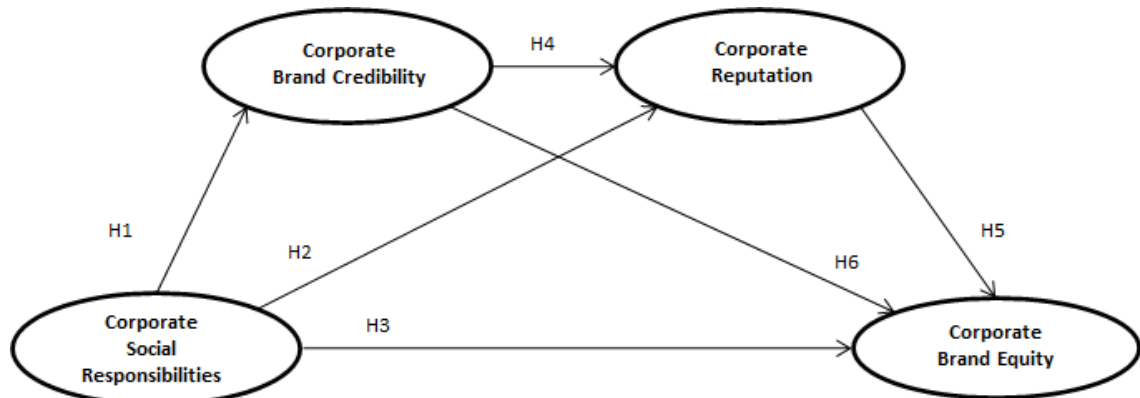 Corporate
Brand Credibility
H4
Corporate
Reputation
H1
H2
H6
H5
Corporate
Social
Responsibilities
H3
Corporate
Brand Equity